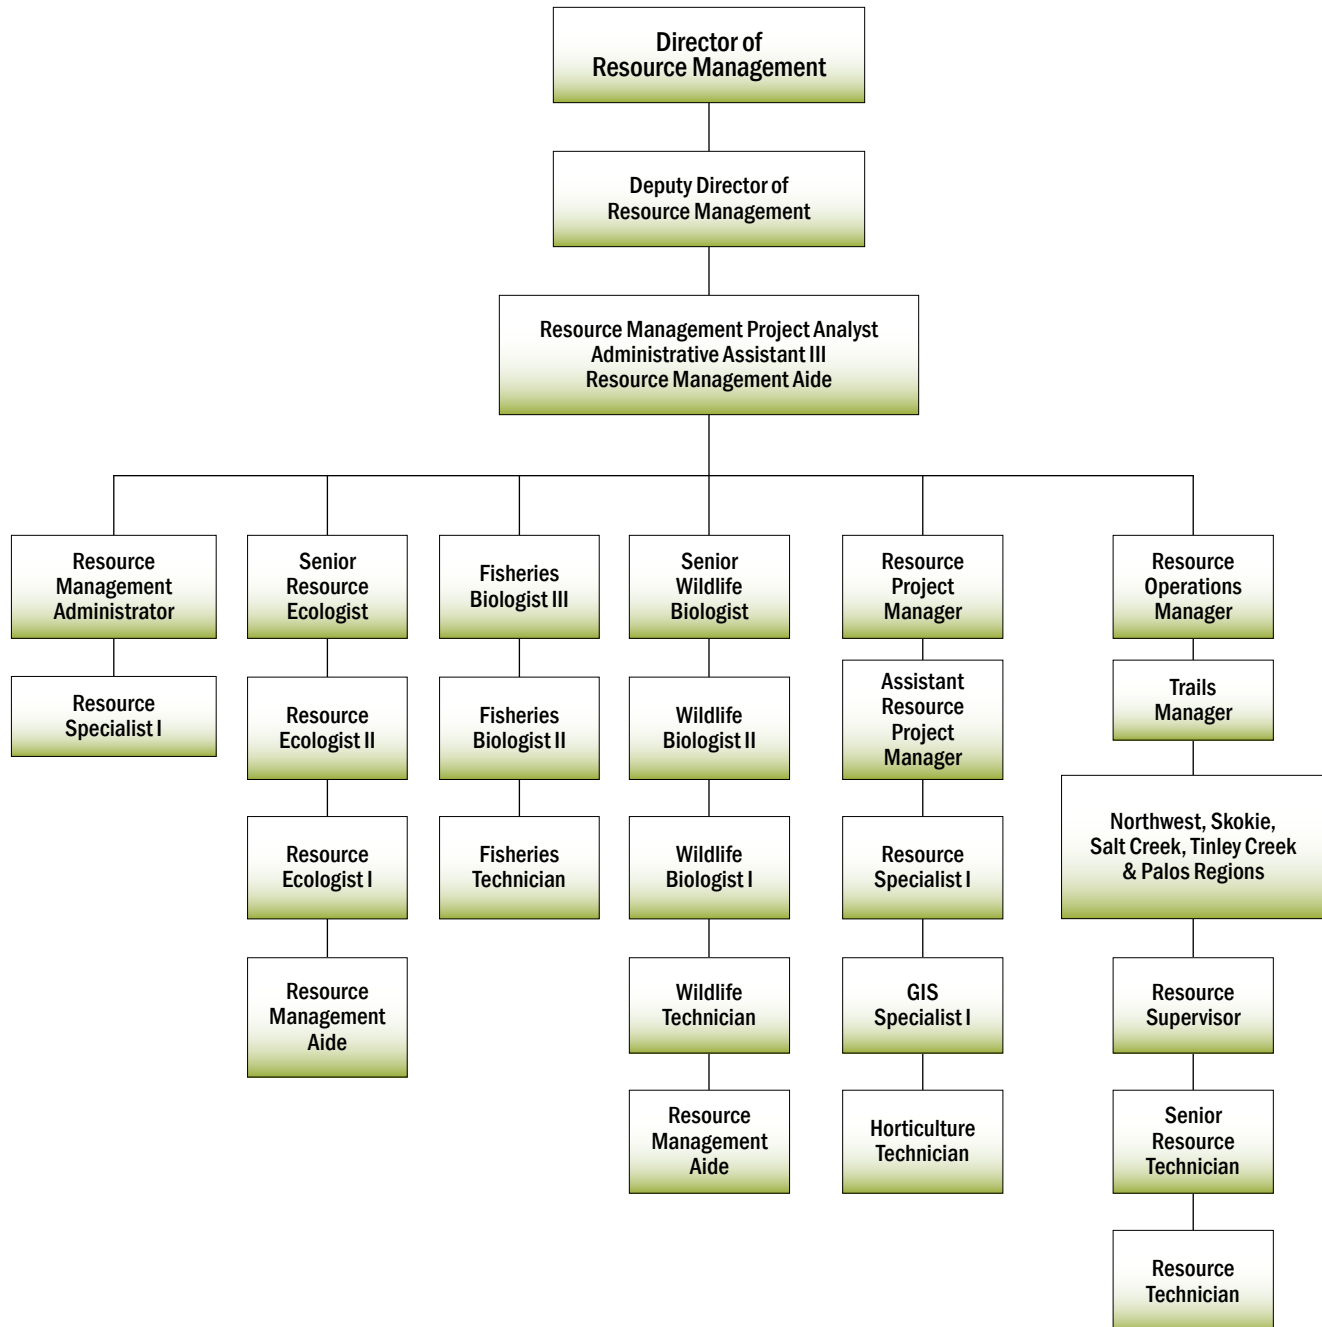 Director of
Resource Management
Deputy Director of
Resource Management
Resource Management Project Analyst
Administrative Assistant III
Resource Management Aide
Resource
Management
Administrator
Resource
Specialist I
Senior
Resource
Ecologist
Resource
Ecologist II
Resource
Ecologist I
Resource
Management
Aide
Fisheries
Biologist III
Fisheries
Biologist II
Fisheries
Technician
Senior
Wildlife
Biologist
Wildlife
Biologist II
Wildlife
Biologist I
Wildlife
Technician
Resource
Management
Aide
Resource
Project
Manager
Assistant
Resource
Project
Manager
Resource
Specialist I
GIS
Specialist I
Horticulture
Technician
Resource
Operations
Manager
Trails
Manager
Northwest, Skokie,
Salt Creek, Tinley Creek
& Palos Regions
Resource
Supervisor
Senior
Resource
Technician
Resource
Technician